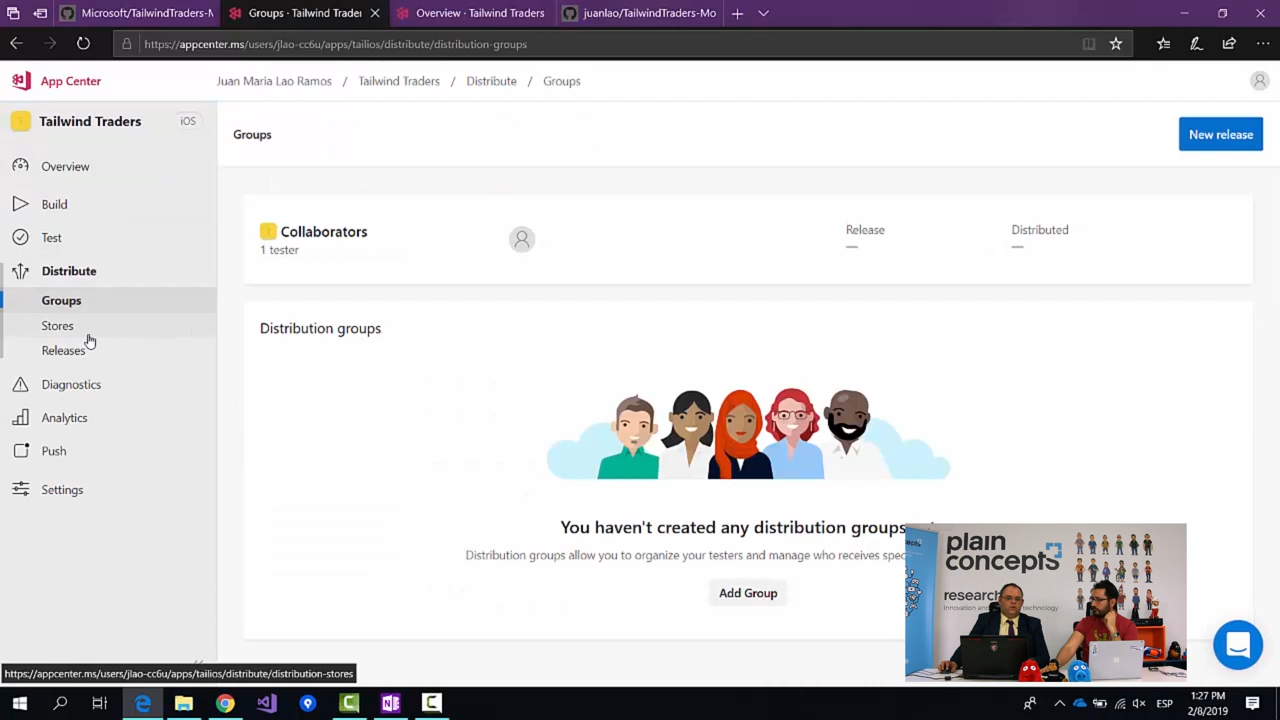 Microsoft/TailwindTraders-M
Groups · Tailwind Trader
Overview · Tailwind Traders
juanlao/TailwindTraders-Mo
https://appcenter.ms/users/jlao-cc6u/apps/tailios/distribute/distribution-groups
App Center
Juan Maria Lao Ramos / Tailwind Traders / Distribute / Groups
Tailwind Traders
iOS
Overview
Build
Test
Distribute
Groups
Stores
Releases
Diagnostics
Analytics
Push
Settings
Groups
New release
Collaborators
1 tester
Release
—
Distributed
—
Distribution groups
You haven't created any distribution groups
Distribution groups allow you to organize your testers and manage who receives spec
Add Group
plain
concepts
research
https://appcenter.ms/users/jlao-cc6u/apps/tailios/distribute/distribution-stores
ESP
1:27 PM
2/8/2019